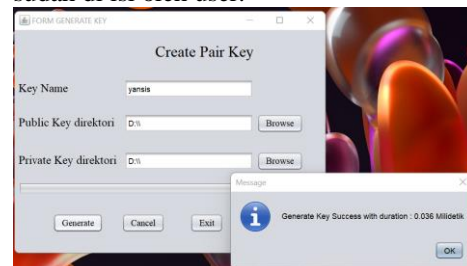 FORM GENERATE KEY
Create Pair Key
Key Name
yansis
Public Key direktori
D:\\
Browse
Private Key direktori
D:\\
Browse
Message
Generate Key Success with duration : 0.036 Milidetik
Generate
Cancel
Exit
OK